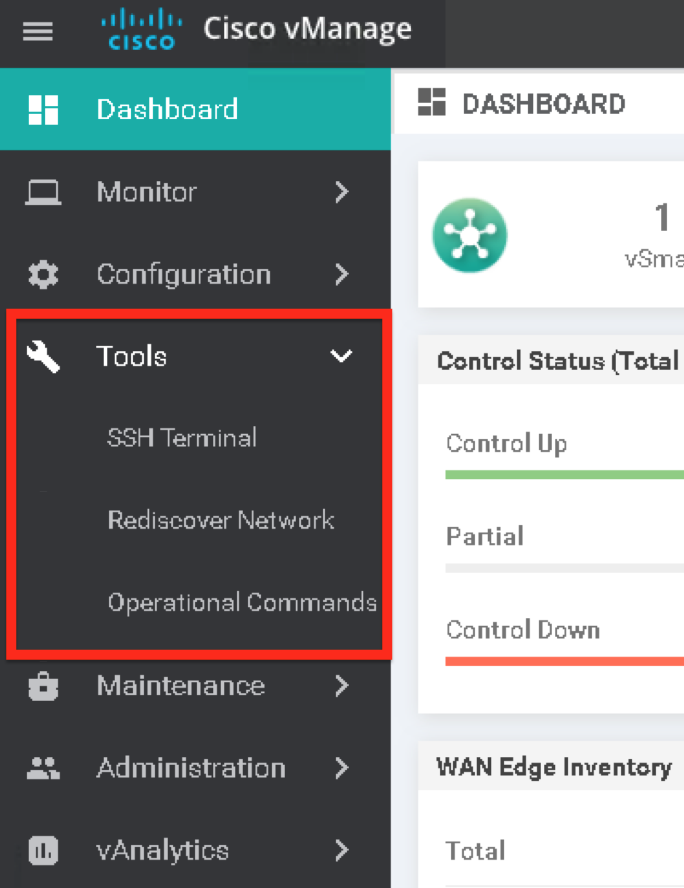 CISCO
Cisco vManage
Dashboard
Monitor
Configuration
Tools
SSH Terminal
Rediscover Network
Operational Commands
Maintenance
Administration
vAnalytics
DASHBOARD
1
Control Status (Total
Control Up
Partial
Control Down
WAN Edge Inventory
Total